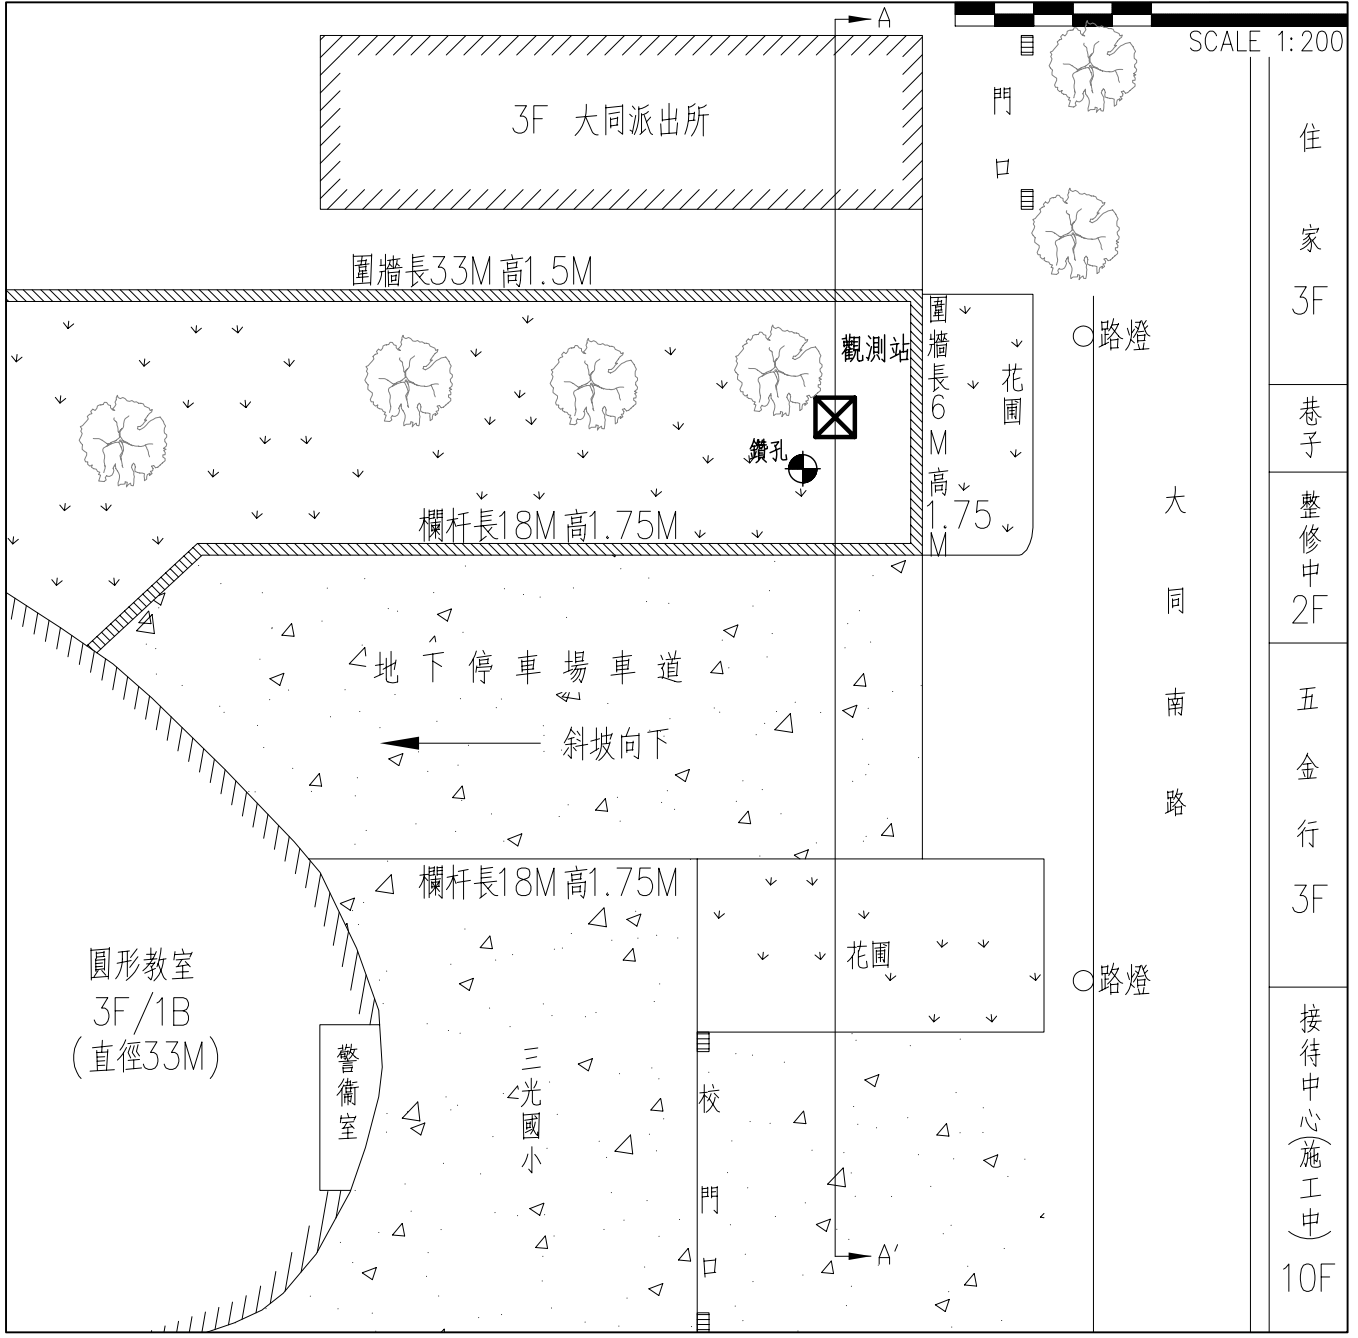 A
SCALE 1:200
3F 大同派出所
門口
住家
3F
圍牆長33M高1.5M
圍牆長6M高1.75M
觀測站
花圃
路燈
鑽孔
巷子
欄杆長18M高1.75M
整修中
2F
大同南路
地下停車場車道
斜坡向下
五金行
3F
欄杆長18M高1.75M
花圃
路燈
圓形教室
3F/1B
(直徑33M)
警衛室
三光國小
校門口
接待中心(施工中)
10F
A'